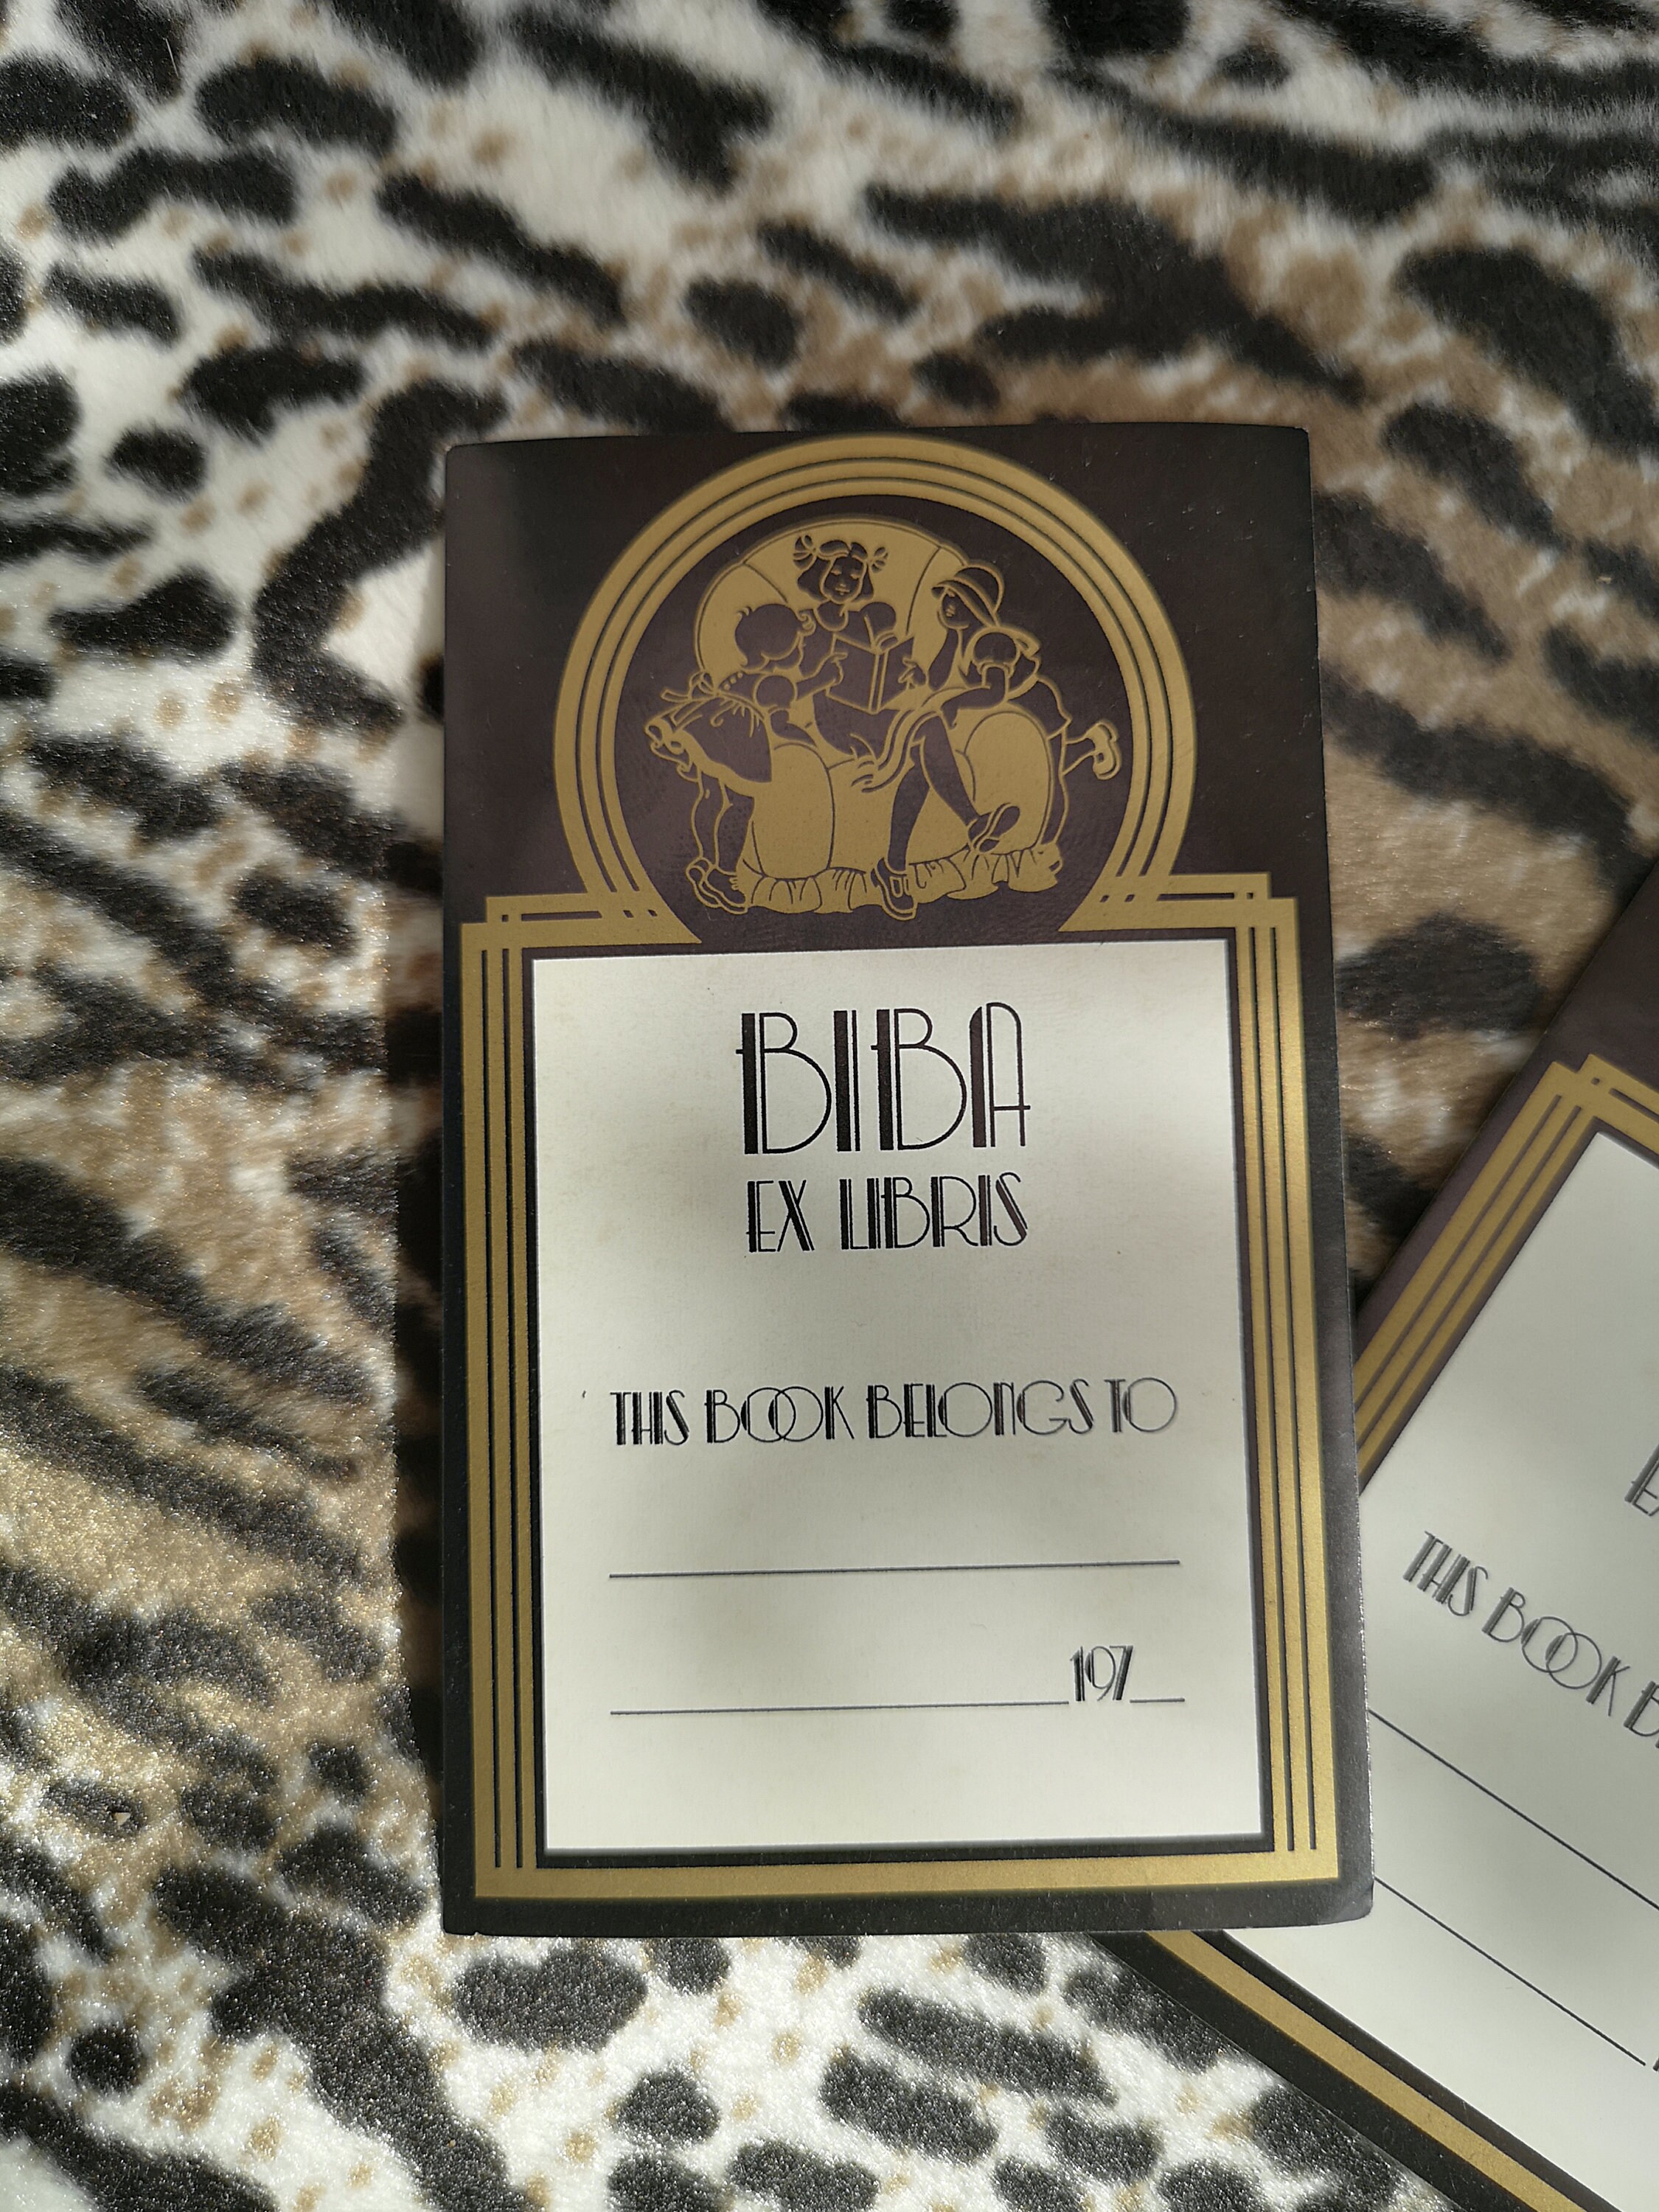 BIBA
EX LIBRIS
THIS BOOK BELONGS TO
197
THIS BOOK